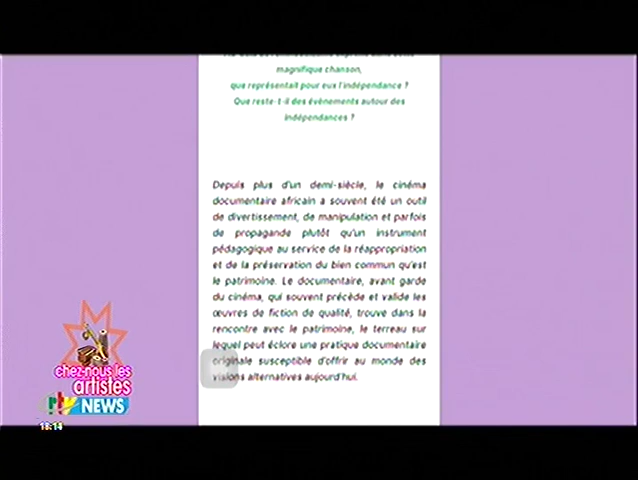 magnifique chanson,
que représentait pour eux l'indépendance ?
Que reste-t-il des évènements autour des
indépendances ?
Depuis plus d'un demi-siècle, le cinéma
documentaire africain a souvent été un outil
de divertissement, de manipulation et parfois
de propagande plutôt qu'un instrument
pédagogique au service de la réappropriation
et de la préservation du bien commun qu'est
le patrimoine. Le documentaire, avant garde
du cinéma, qui souvent précède et valide les
œuvres de fiction de qualité, trouve dans la
rencontre avec le patrimoine, le terreau sur
lequel peut éclore une pratique documentaire
originale susceptible d'offrir au monde des
visions alternatives aujourd'hui.
chez-nous les
artistes
NEWS
18:14